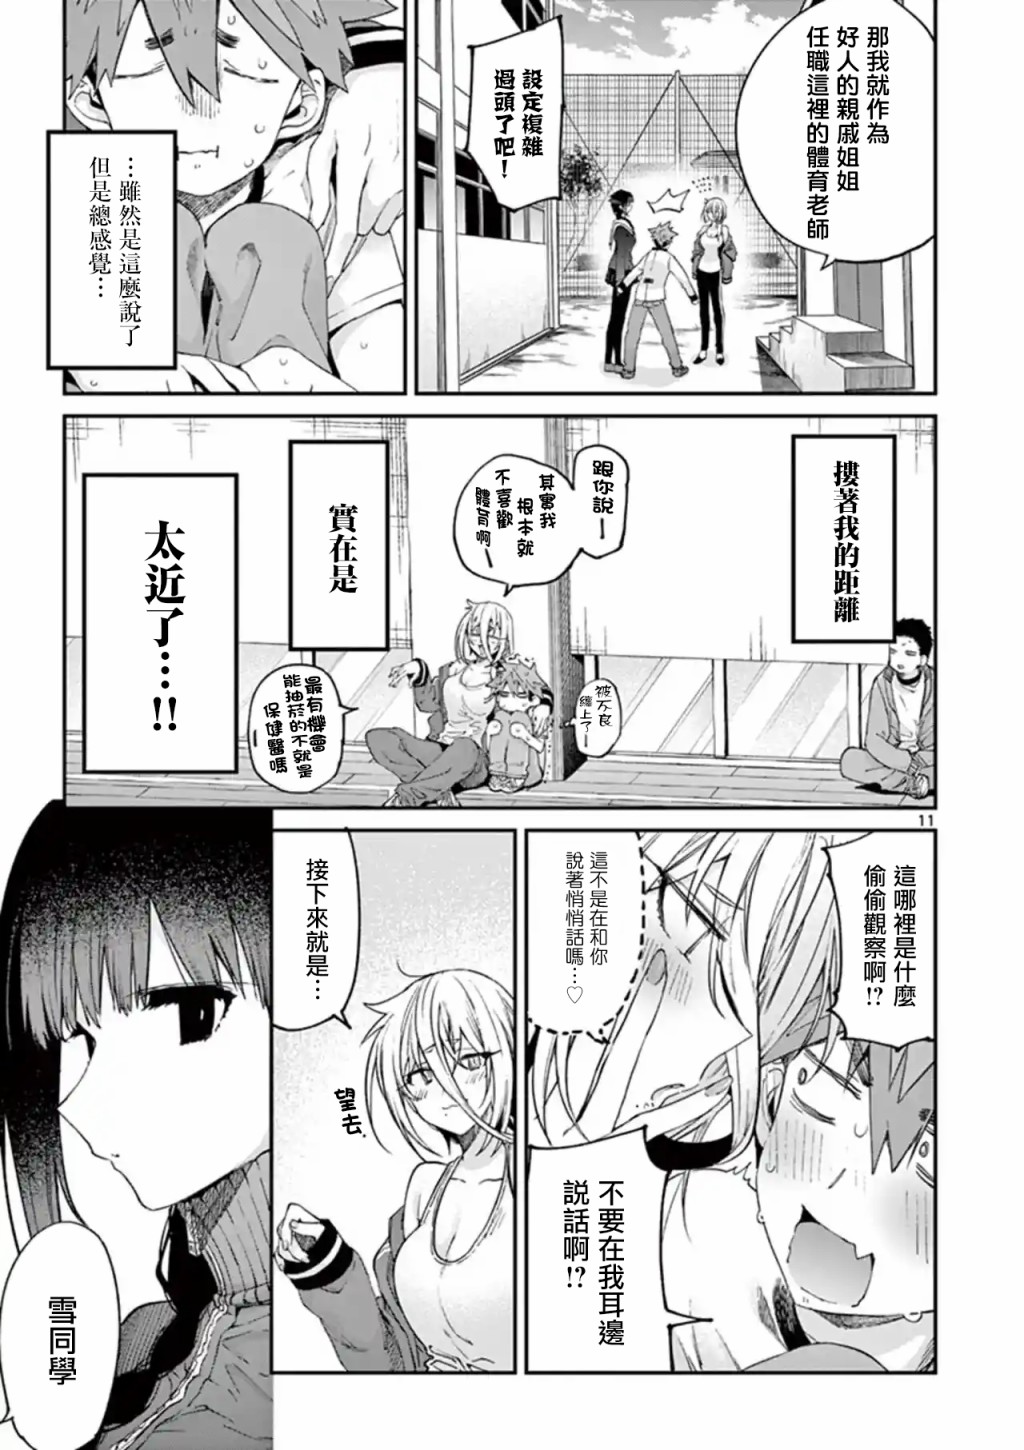 那我就作為
好人的親戚姐姐
任職這裡的體育老師
設定複雜
過頭了吧!
…雖然是這麼說了
但是總感覺…
摟著我的距離
跟你說—
其實我
根本就
不喜歡
體育啊—
實在是
太近了…!!
最有機會
能抽菸的不就是
保健醫嗎—
被不良
纏上了—
11
這哪裡是什麼
偷偷觀察啊!?
這不是在和你
說著悄悄話嗎…♡
不要在我耳邊
説話啊!?
接下來就是…
望去.
雪同學